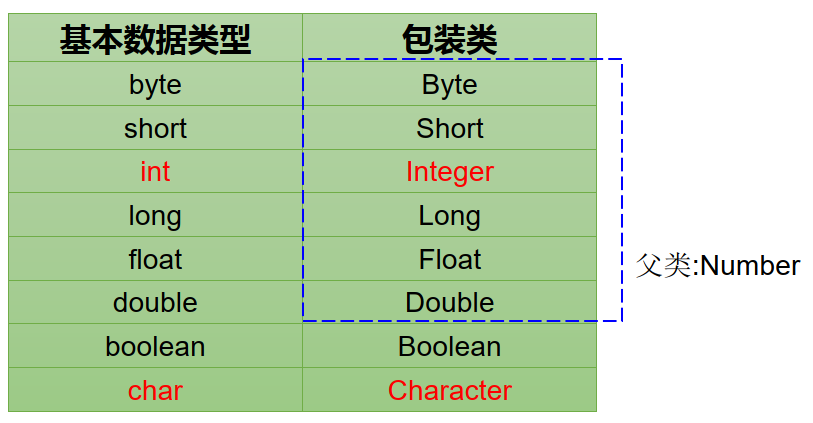 基本数据类型 包装类
byte Byte
short Short
int Integer
long Long
float Float
double Double
boolean Boolean
char Character
父类:Number